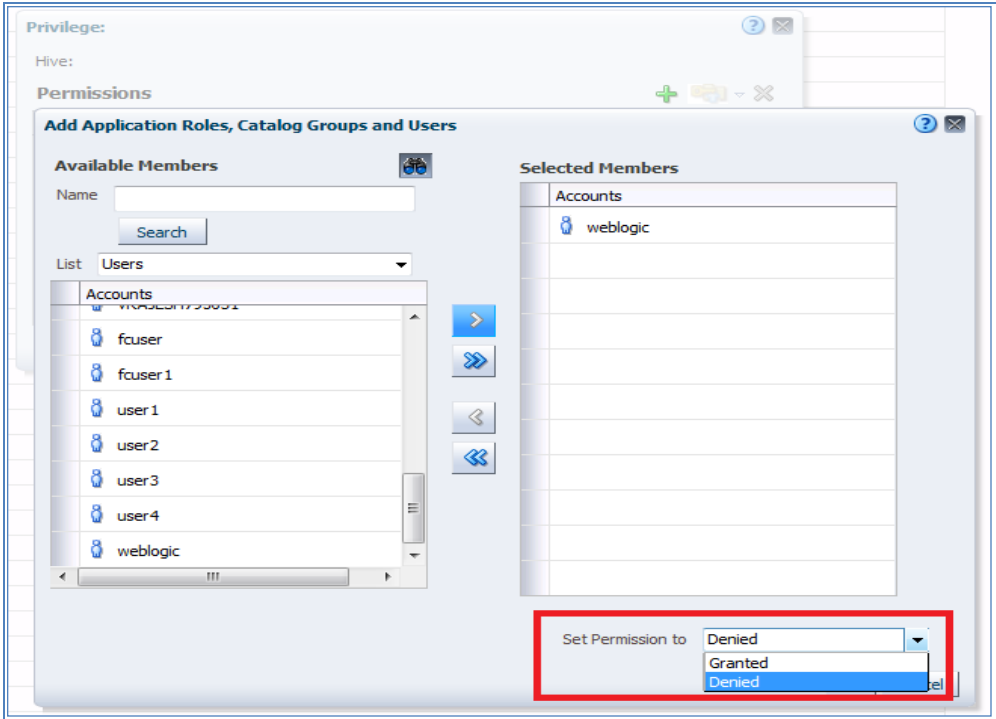 Privilege:
Hive:
Permissions
Add Application Roles, Catalog Groups and Users
Available Members
Name
Search
List Users
Accounts
fcuser
fcuser1
user1
user2
user3
user4
weblogic
Selected Members
Accounts
weblogic
Set Permission to Denied
Granted
Denied